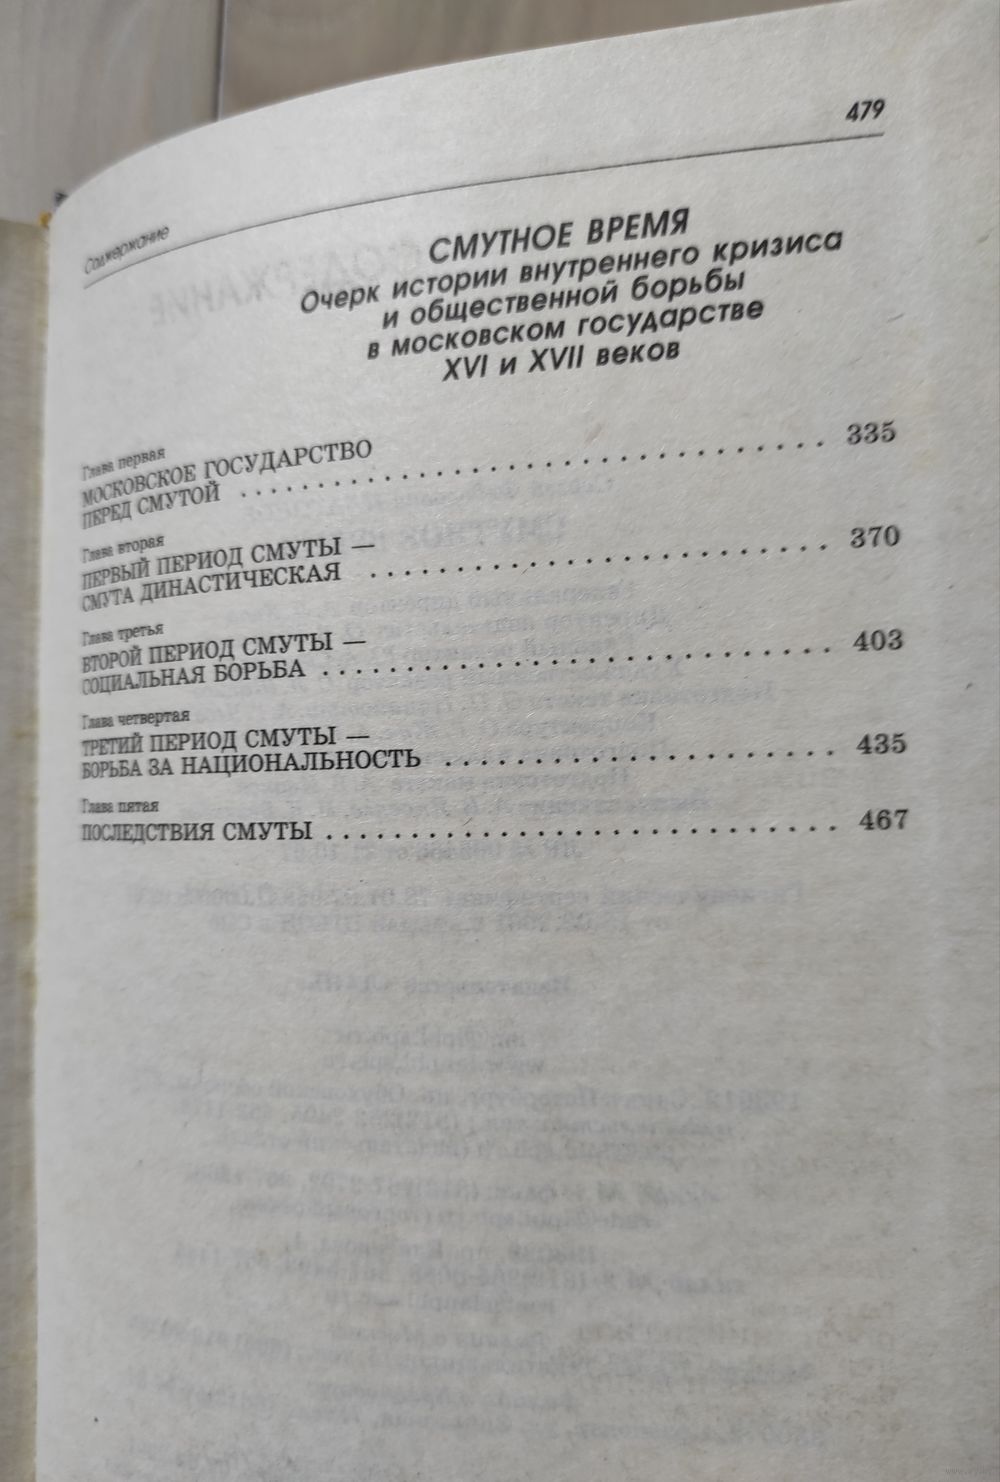 479
Содержание
СМУТНОЕ ВРЕМЯ
Очерк истории внутреннего кризиса
и общественной борьбы
в московском государстве
XVI и XVII веков
Глава первая
МОСКОВСКОЕ ГОСУДАРСТВО
ПЕРЕД СМУТОЙ . . . . . . . . . . . . . . . . . . . . . . . . . . . . . . 335
Глава вторая
ПЕРВЫЙ ПЕРИОД СМУТЫ —
СМУТА ДИНАСТИЧЕСКАЯ . . . . . . . . . . . . . . . . . . . . . . . . 370
Глава третья
ВТОРОЙ ПЕРИОД СМУТЫ —
СОЦИАЛЬНАЯ БОРЬБА . . . . . . . . . . . . . . . . . . . . . . . . . . 403
Глава четвертая
ТРЕТИЙ ПЕРИОД СМУТЫ —
БОРЬБА ЗА НАЦИОНАЛЬНОСТЬ . . . . . . . . . . . . . . . . . . . . 435
Глава пятая
ПОСЛЕДСТВИЯ СМУТЫ . . . . . . . . . . . . . . . . . . . . . . . . . . 467